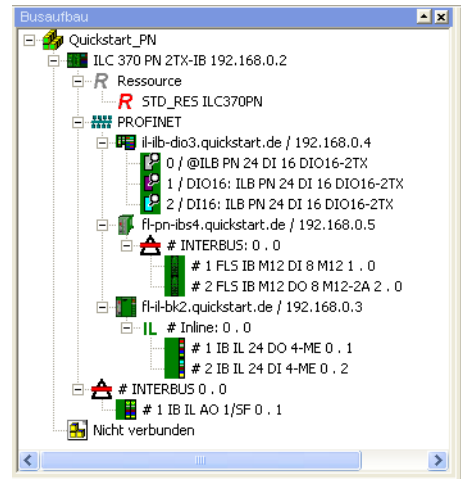 Busaufbau
Quickstart_PN
ILC 370 PN 2TX-IB 192.168.0.2
R Ressource
R STD_RES ILC370PN
PROFINET
il-ilb-dio3.quickstart.de / 192.168.0.4
0 / @ILB PN 24 DI 16 DIO16-2TX
1 / DIO16: ILB PN 24 DI 16 DIO16-2TX
2 / DI16: ILB PN 24 DI 16 DIO16-2TX
fl-pn-ibs4.quickstart.de / 192.168.0.5
# INTERBUS: 0 . 0
# 1 FLS IB M12 DI 8 M12 1 . 0
# 2 FLS IB M12 DO 8 M12-2A 2 . 0
fl-il-bk2.quickstart.de / 192.168.0.3
IL # Inline: 0 . 0
# 1 IB IL 24 DO 4-ME 0 . 1
# 2 IB IL 24 DI 4-ME 0 . 2
# INTERBUS 0 . 0
# 1 IB IL AO 1/SF 0 . 1
Nicht verbunden